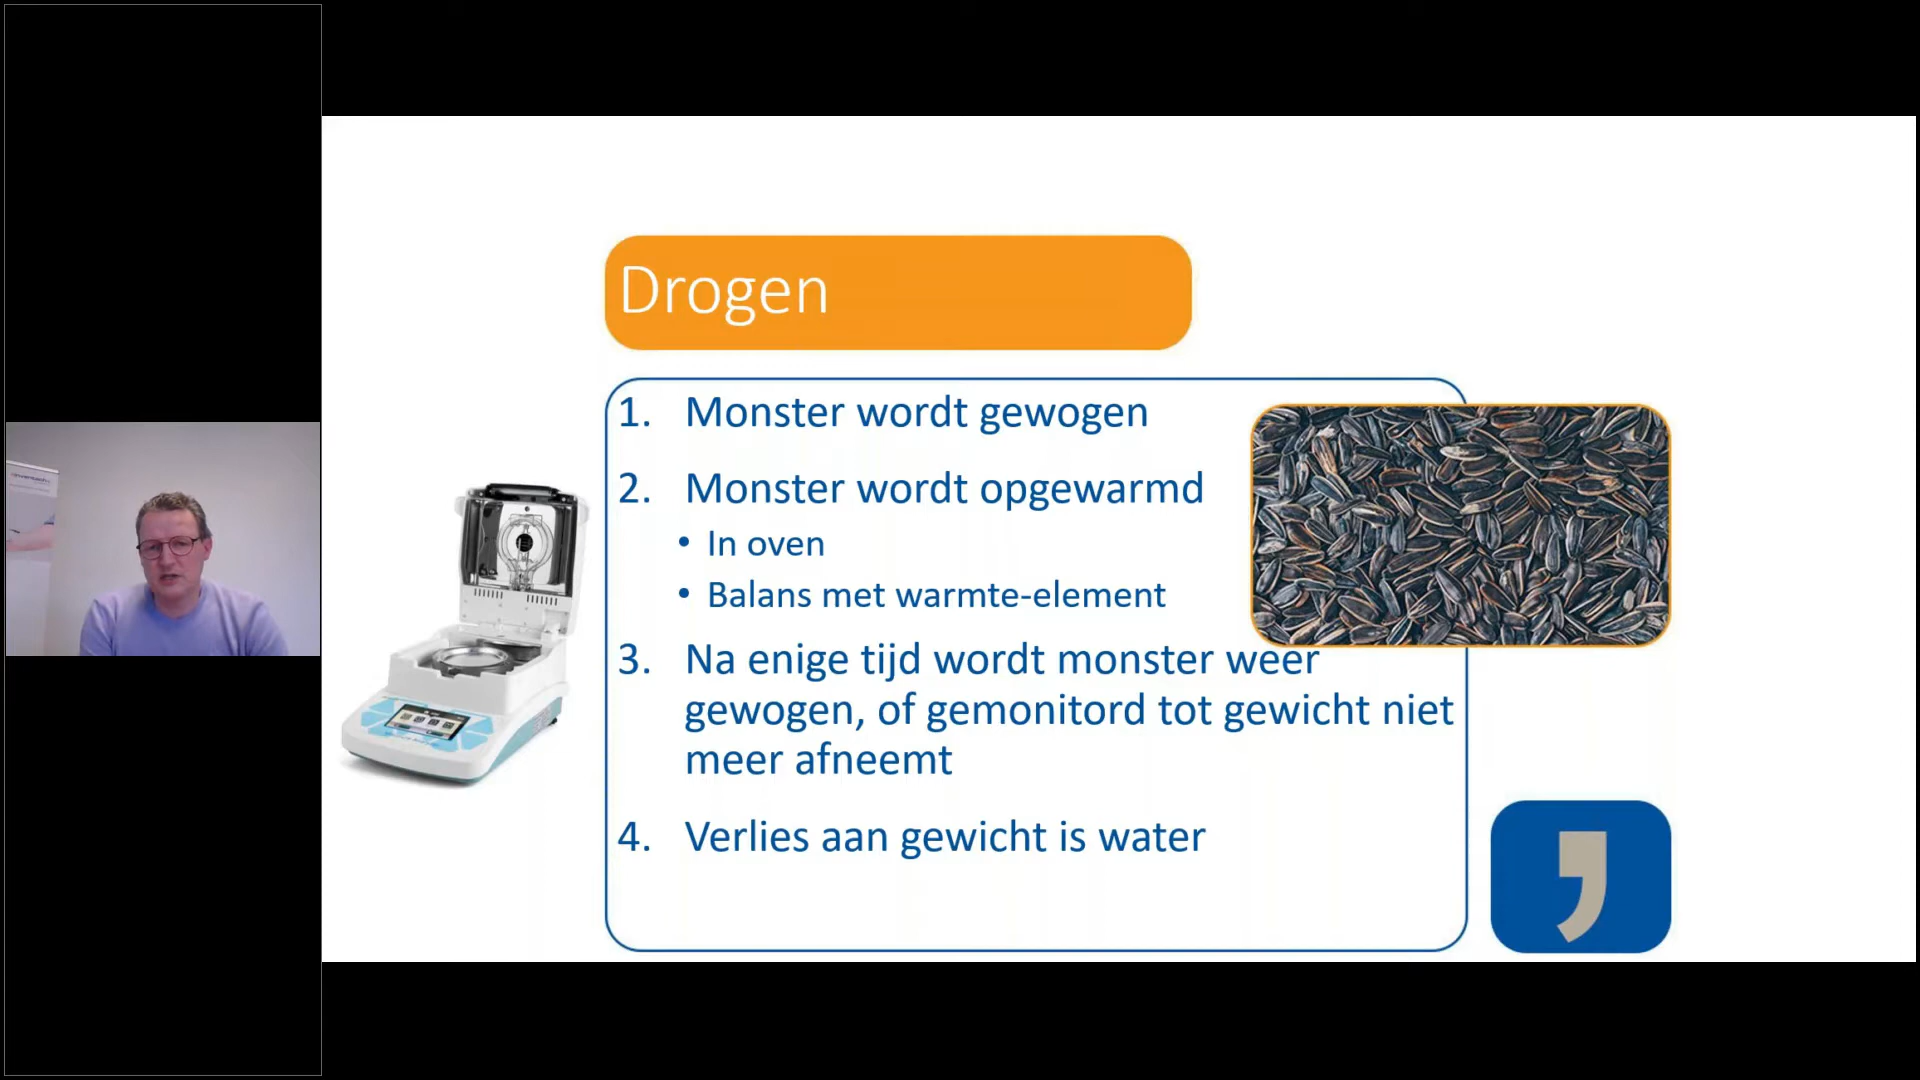 Drogen
1. Monster wordt gewogen
2. Monster wordt opgewarmd
• In oven
• Balans met warmte-element
3. Na enige tijd wordt monster weer
gewogen, of gemonitord tot gewicht niet
meer afneemt
4. Verlies aan gewicht is water